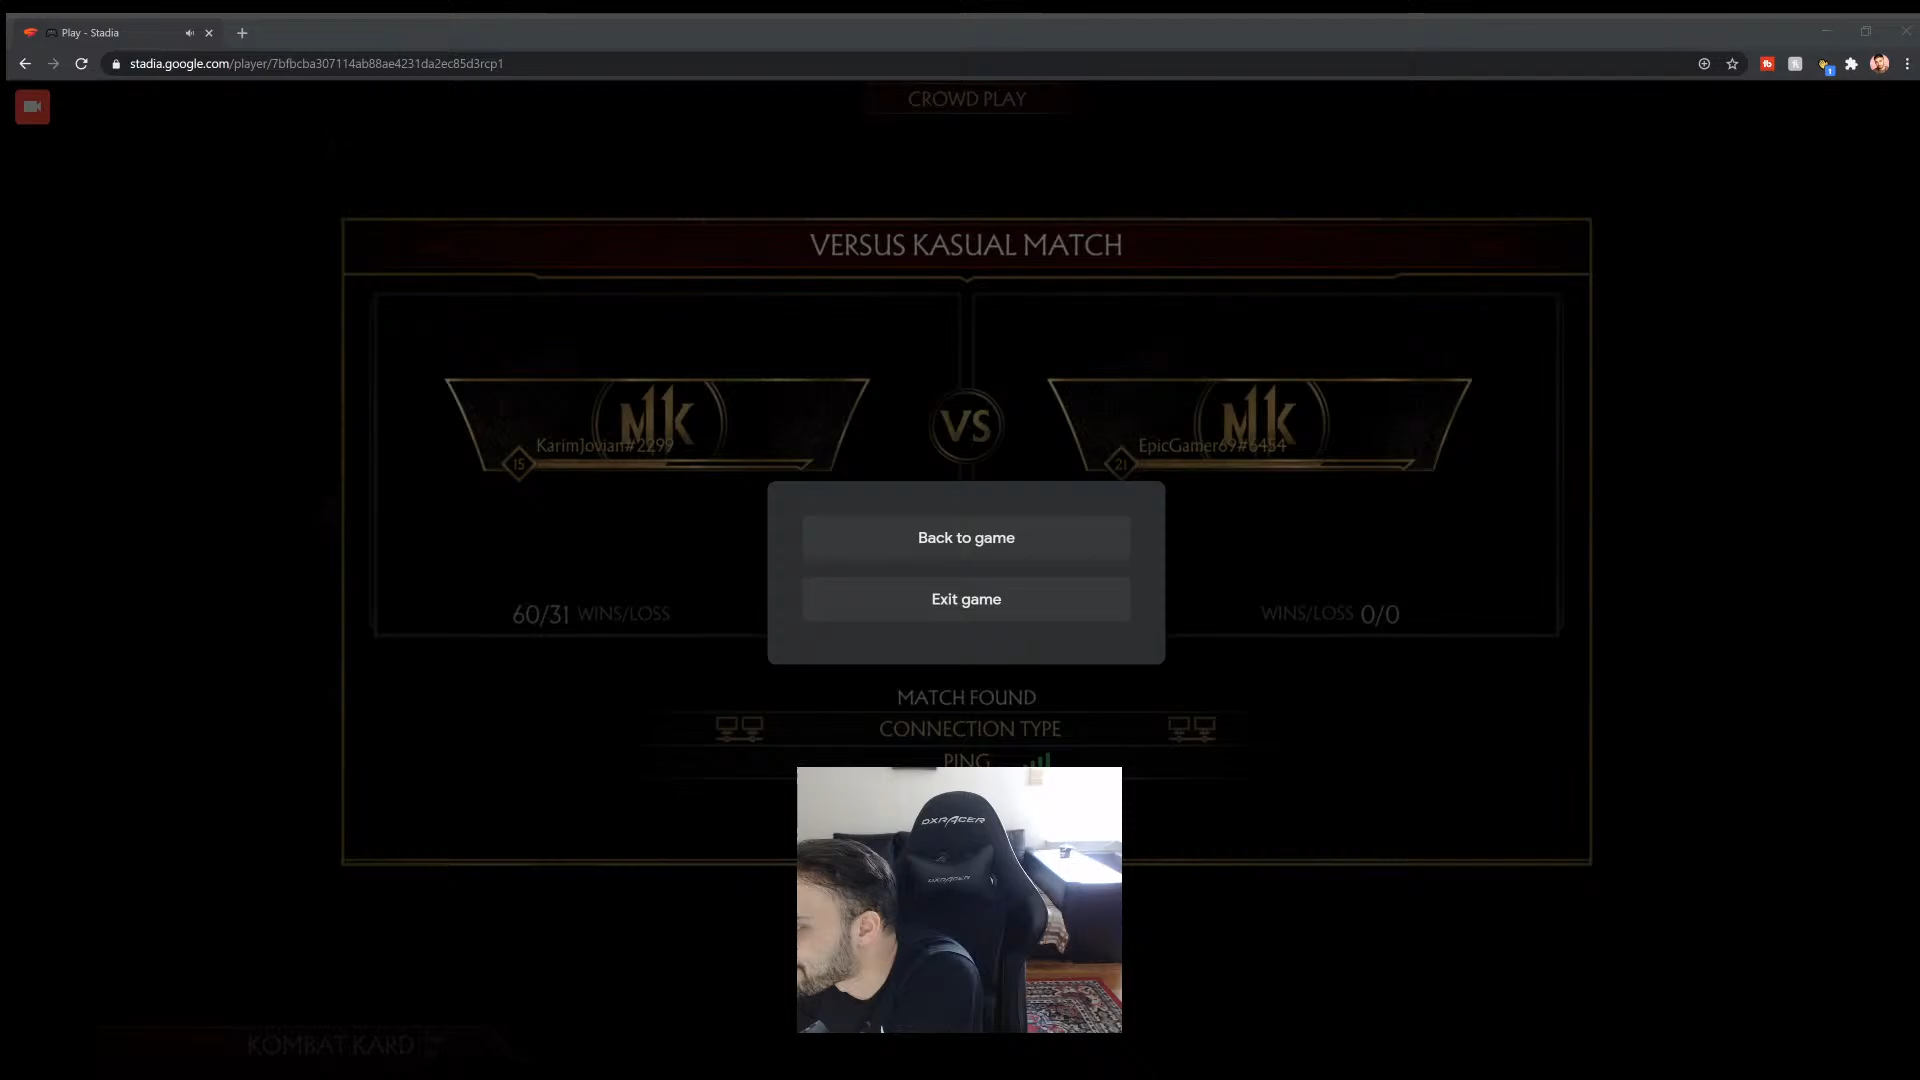 Play - Stadia
stadia.google.com/player/7bfbcba307114ab88ae4231da2ec85d3rcp1
CROWD PLAY
VERSUS KASUAL MATCH
MK
VS
MK
KarimJovian#2299
EpicGamer69#6454
15
21
Back to game
Exit game
60/31 WINS/LOSS
WINS/LOSS 0/0
MATCH FOUND
CONNECTION TYPE
PING
DXRACER
DXRACER
KOMBAT KARD